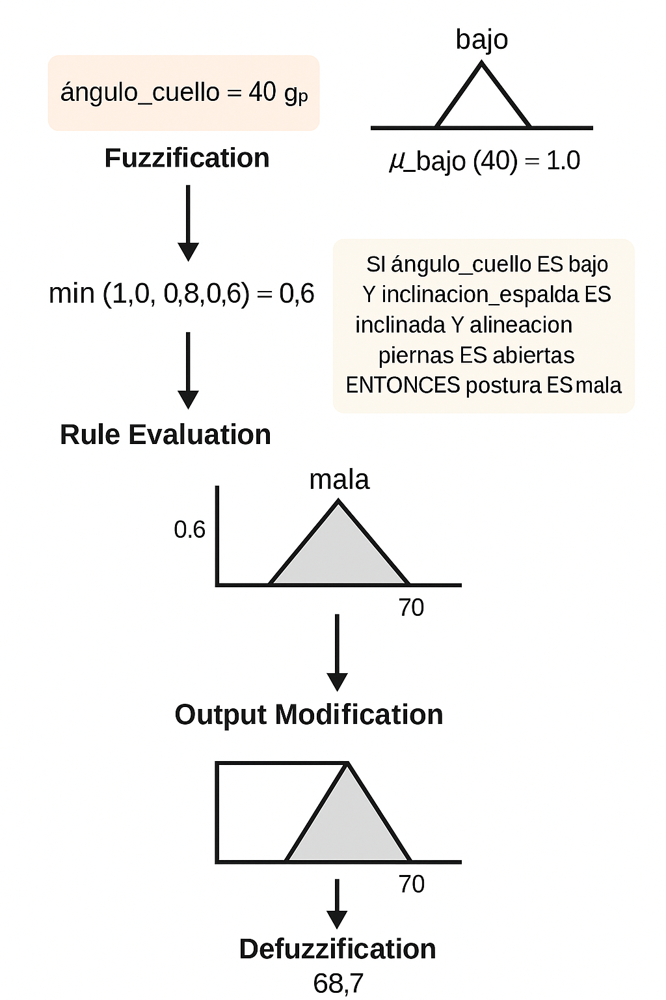 bajo
ángulo_cuello = 40 gp
Fuzzification
μ_bajo (40) = 1.0
min (1,0, 0,8,0,6) = 0,6
SI ángulo_cuello ES bajo
Y inclinacion_espalda ES
inclinada Y alineacion
piernas ES abiertas
ENTONCES postura ES mala
Rule Evaluation
mala
0.6
70
Output Modification
70
Defuzzification
68,7